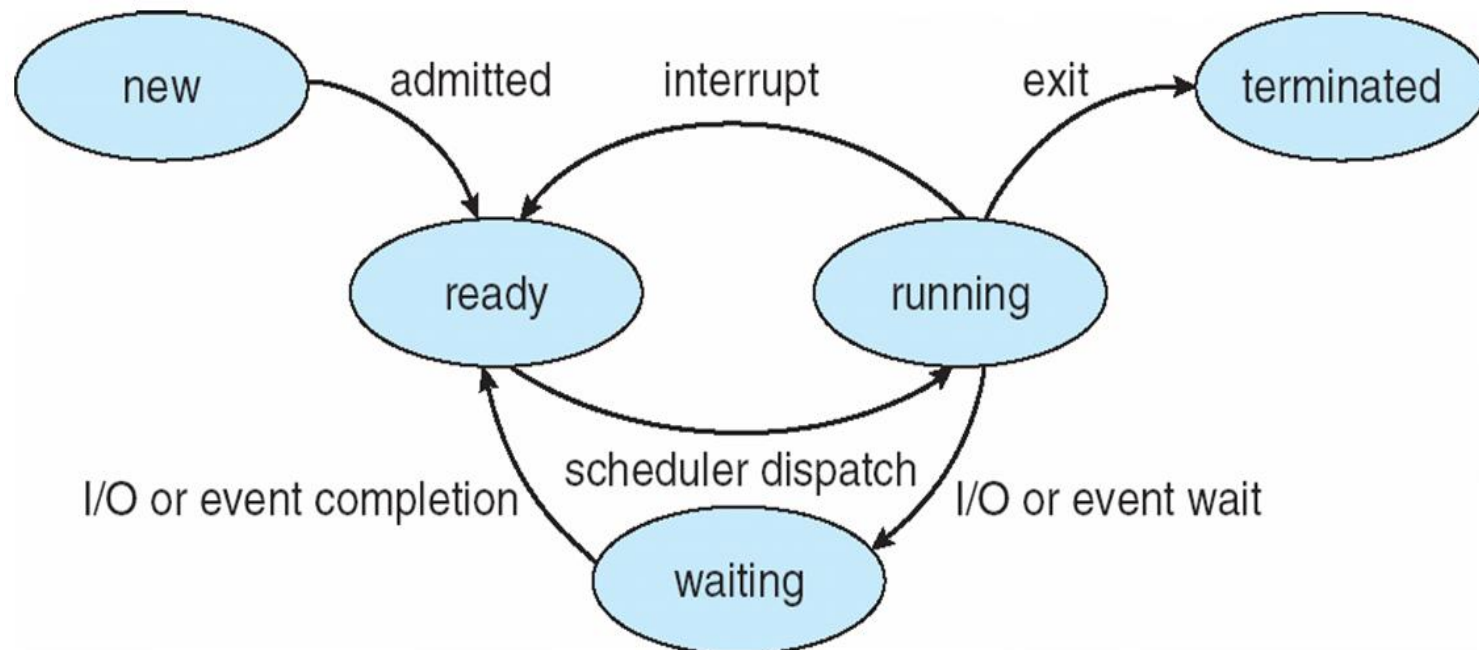 new
admitted
interrupt
exit
terminated
ready
running
scheduler dispatch
I/O or event completion
I/O or event wait
waiting